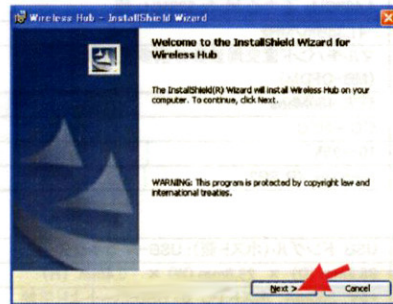 Wireless Hub - InstallShield Wizard
Welcome to the InstallShield Wizard for
Wireless Hub
The InstallShield(R) Wizard will install Wireless Hub on your
computer. To continue, click Next.
WARNING: This program is protected by copyright law and
international treaties.
Next >
Cancel